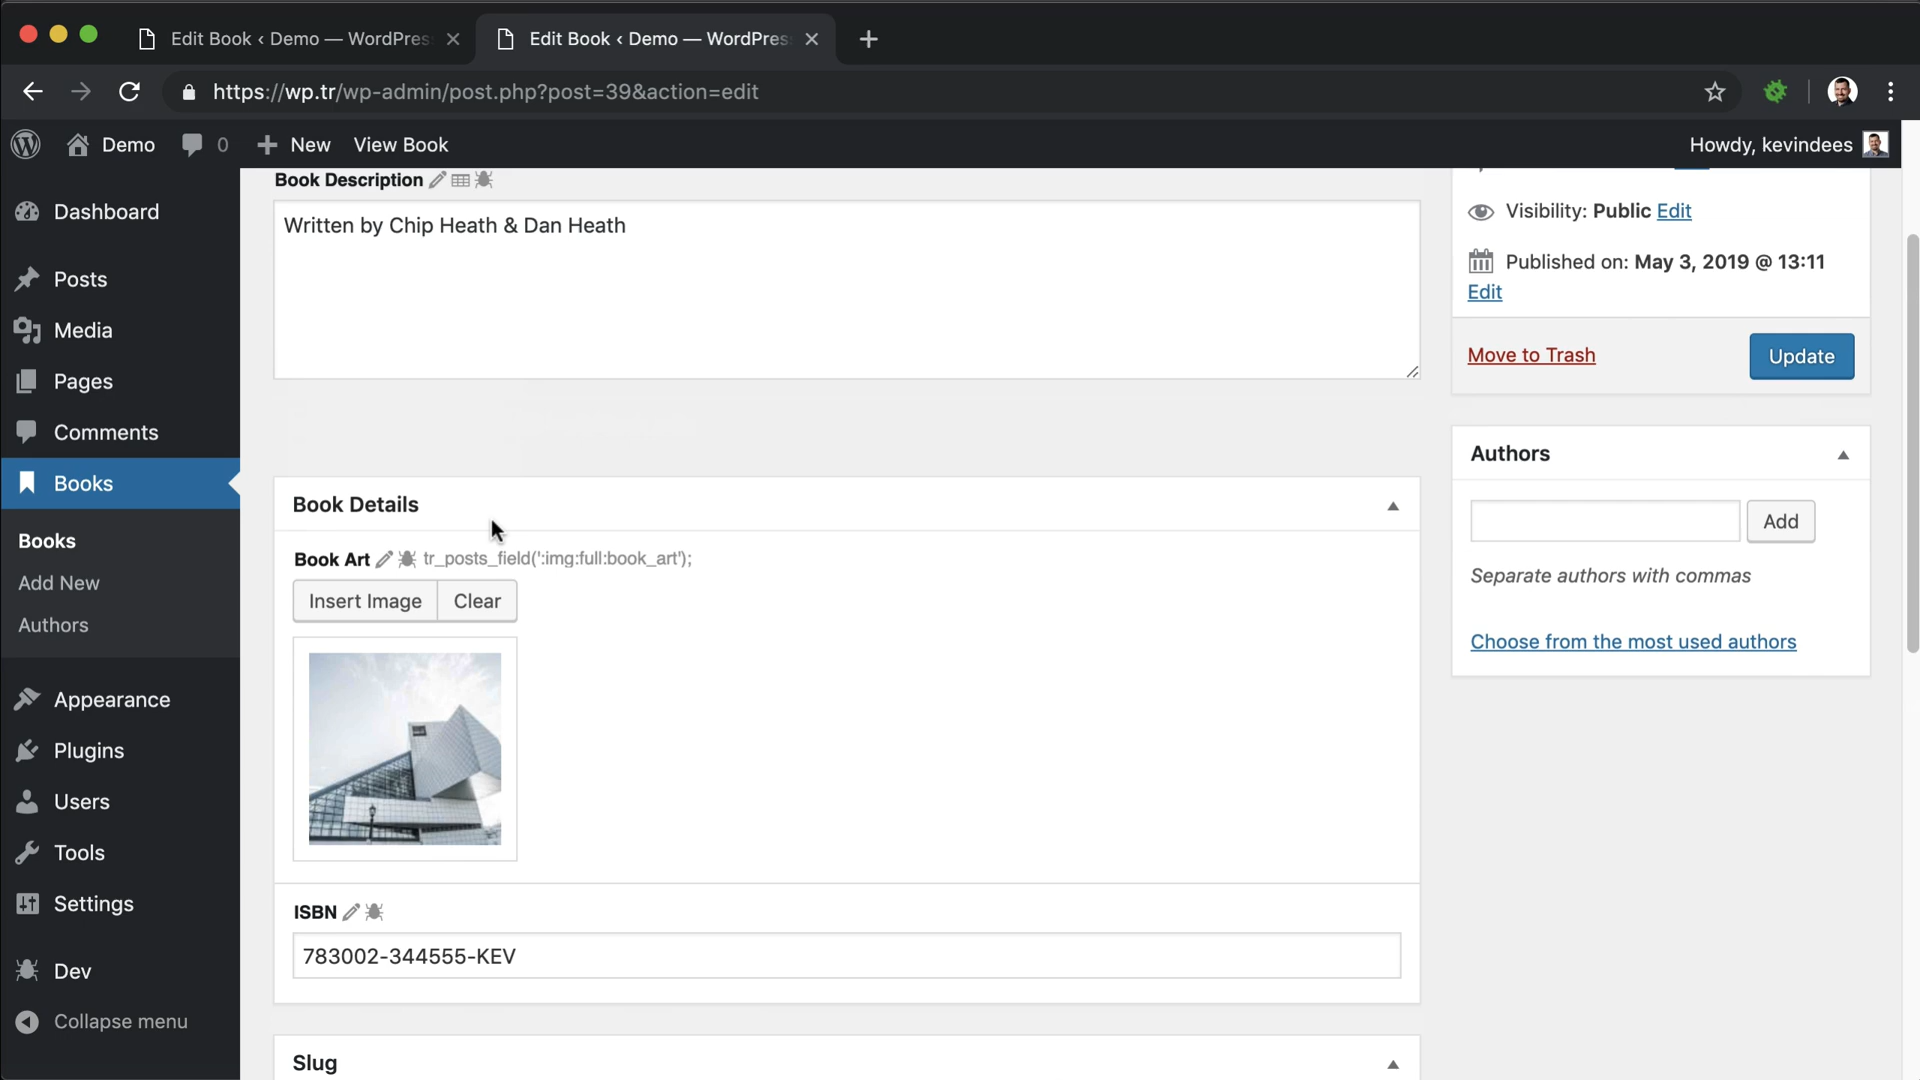 Edit Book ‹ Demo — WordPres
Edit Book ‹ Demo — WordPres
https://wp.tr/wp-admin/post.php?post=39&action=edit
Demo
0
New
View Book
Howdy, kevindees
Dashboard
Posts
Media
Pages
Comments
Books
Books
Add New
Authors
Appearance
Plugins
Users
Tools
Settings
Dev
Collapse menu
Book Description
Written by Chip Heath & Dan Heath
Book Details
Book Art tr_posts_field(':img:full:book_art');
Insert Image
Clear
ISBN
783002-344555-KEV
Slug
Visibility: Public Edit
Published on: May 3, 2019 @ 13:11
Edit
Move to Trash
Update
Authors
Add
Separate authors with commas
Choose from the most used authors